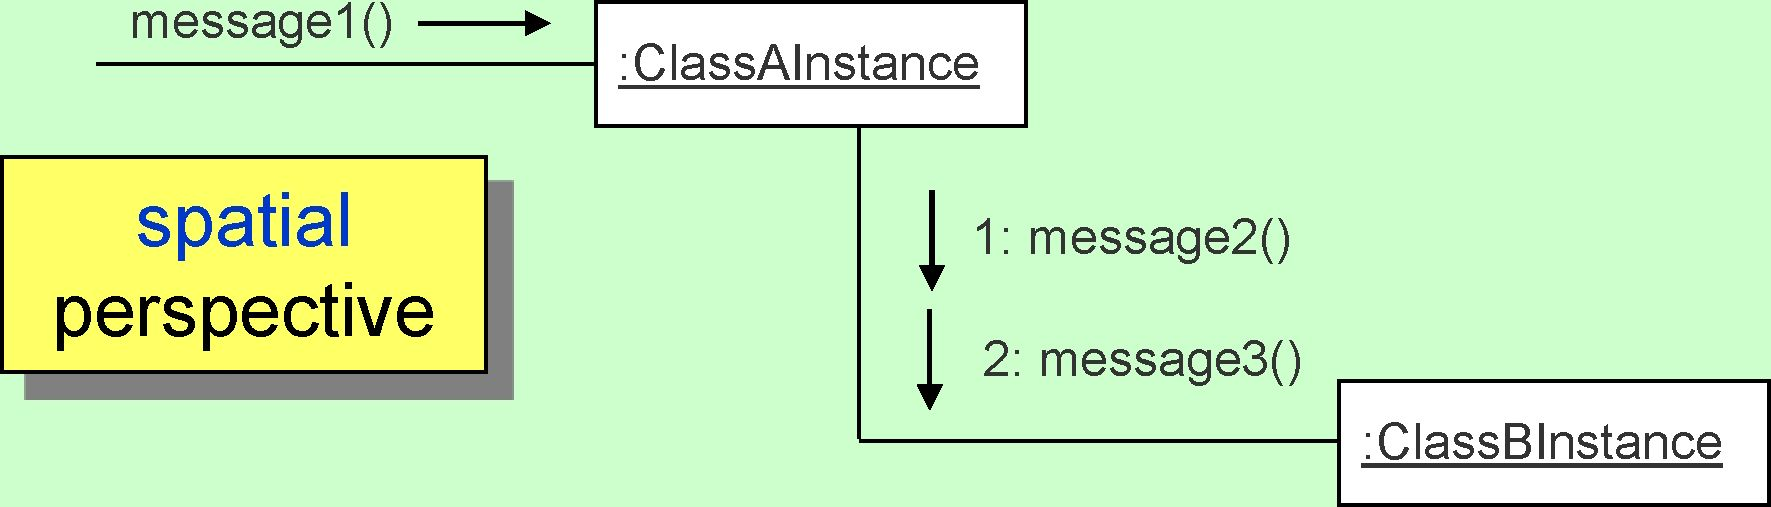 message1()
:ClassAInstance
spatial
perspective
1: message2()
2: message3()
:ClassBInstance